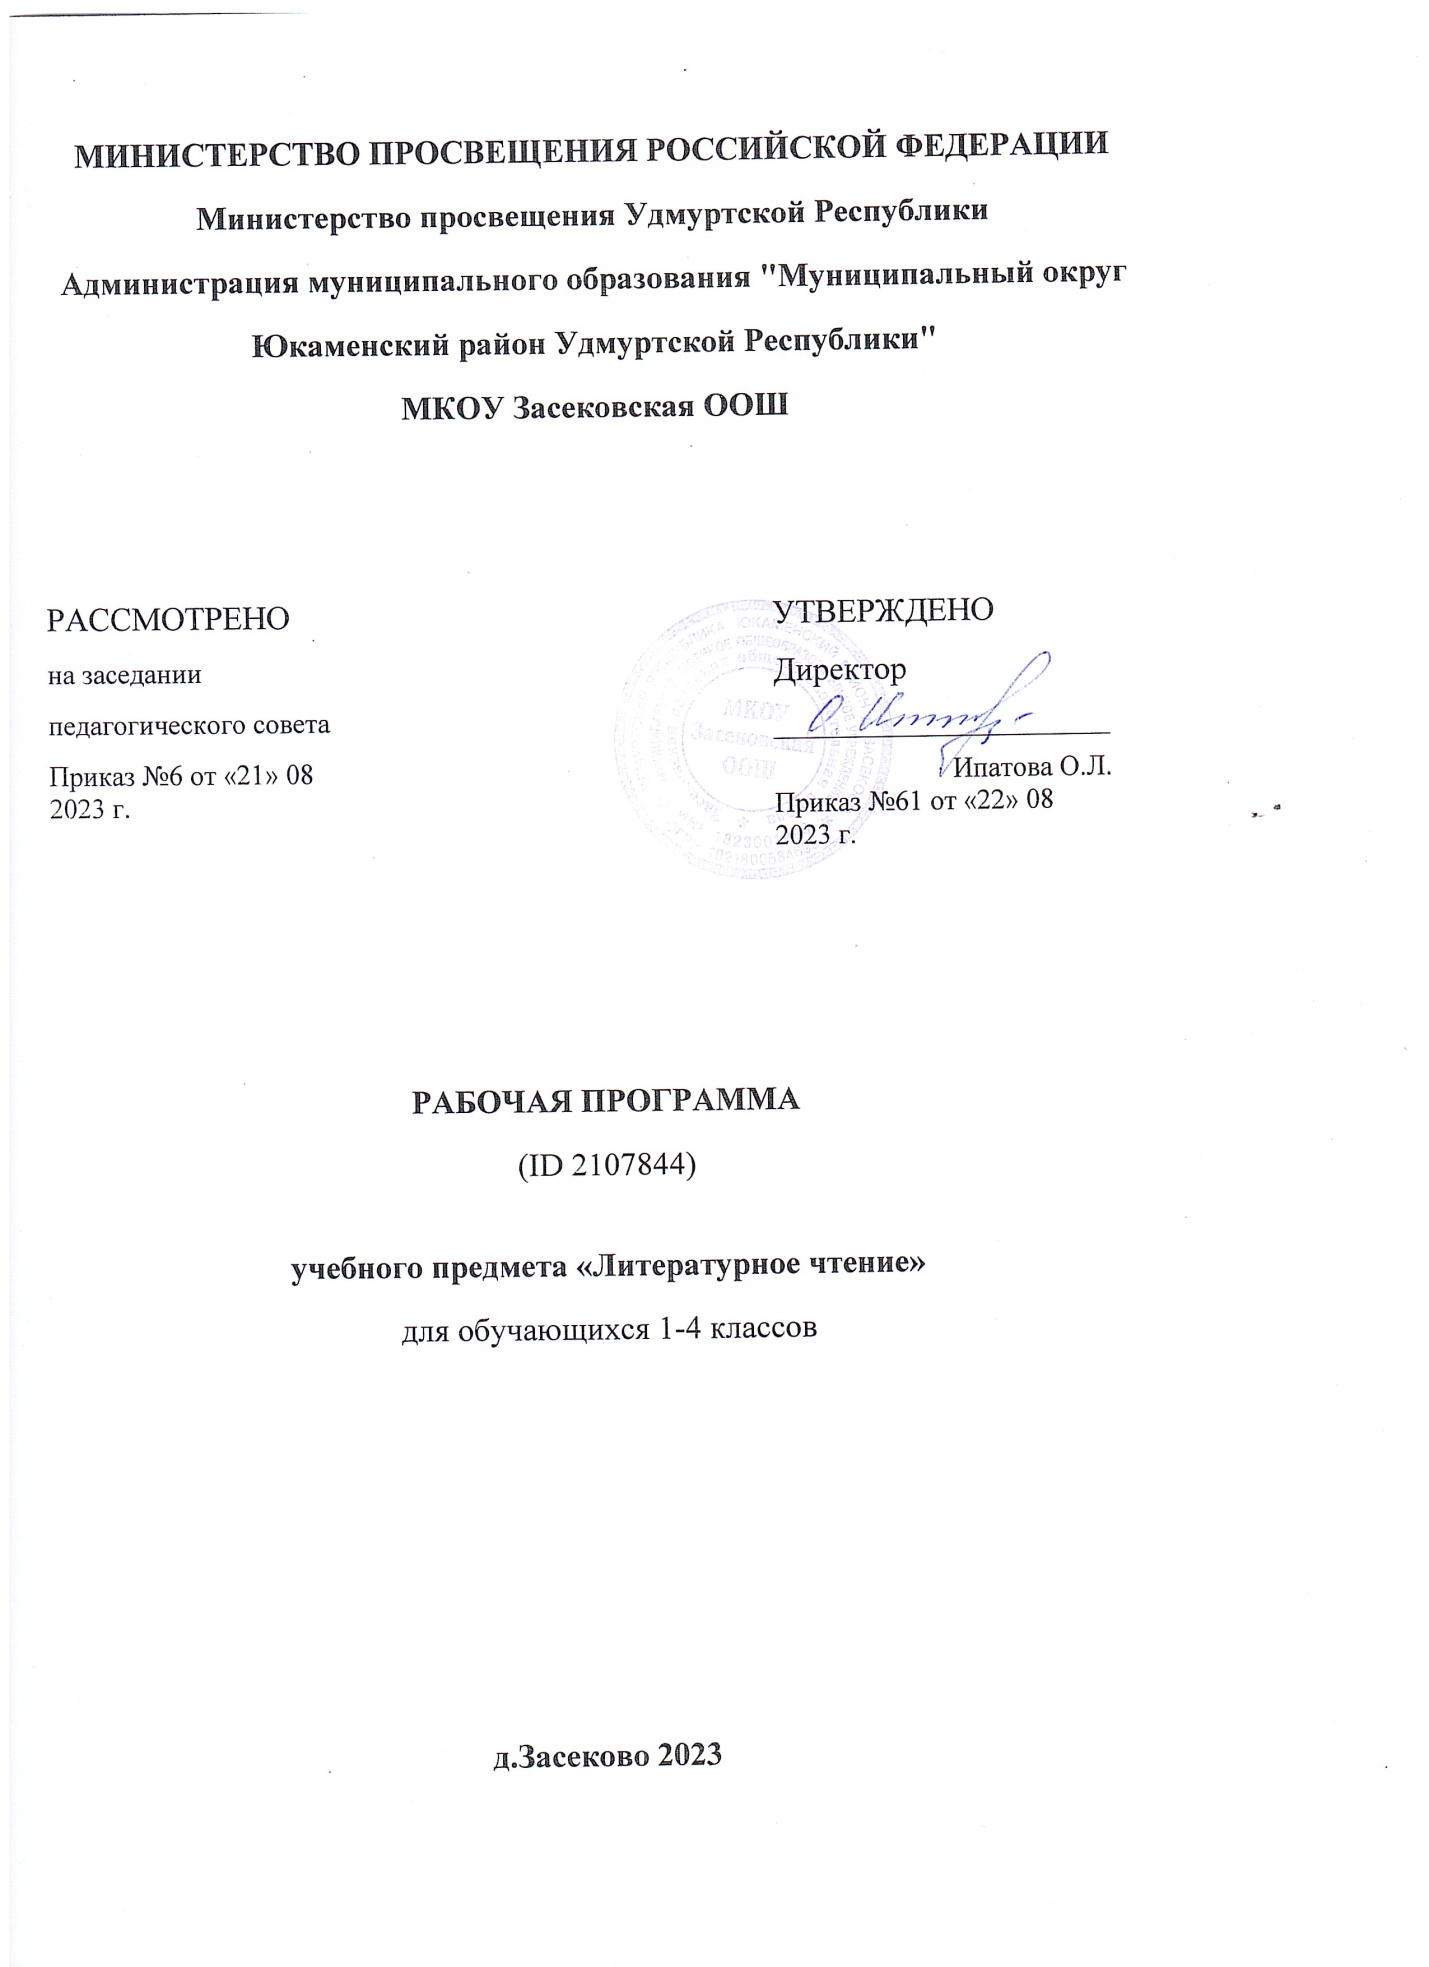 МИНИСТЕРСТВО ПРОСВЕЩЕНИЯ РОССИЙСКОЙ ФЕДЕРАЦИИ
Министерство просвещения Удмуртской Республики
Администрация муниципального образования "Муниципальный округ
Юкаменский район Удмуртской Республики"
МКОУ Засековская ООШ
РАССМОТРЕНО
на заседании
педагогического совета
Приказ №6 от «21» 08
2023 г.
МКОУ
Засековская
ООШ
УТВЕРЖДЕНО
Директор
Ипатова О.Л.
Приказ №61 от «22» 08
2023 г.
РАБОЧАЯ ПРОГРАММА
(ID 2107844)
учебного предмета «Литературное чтение»
для обучающихся 1-4 классов
д.Засеково 2023